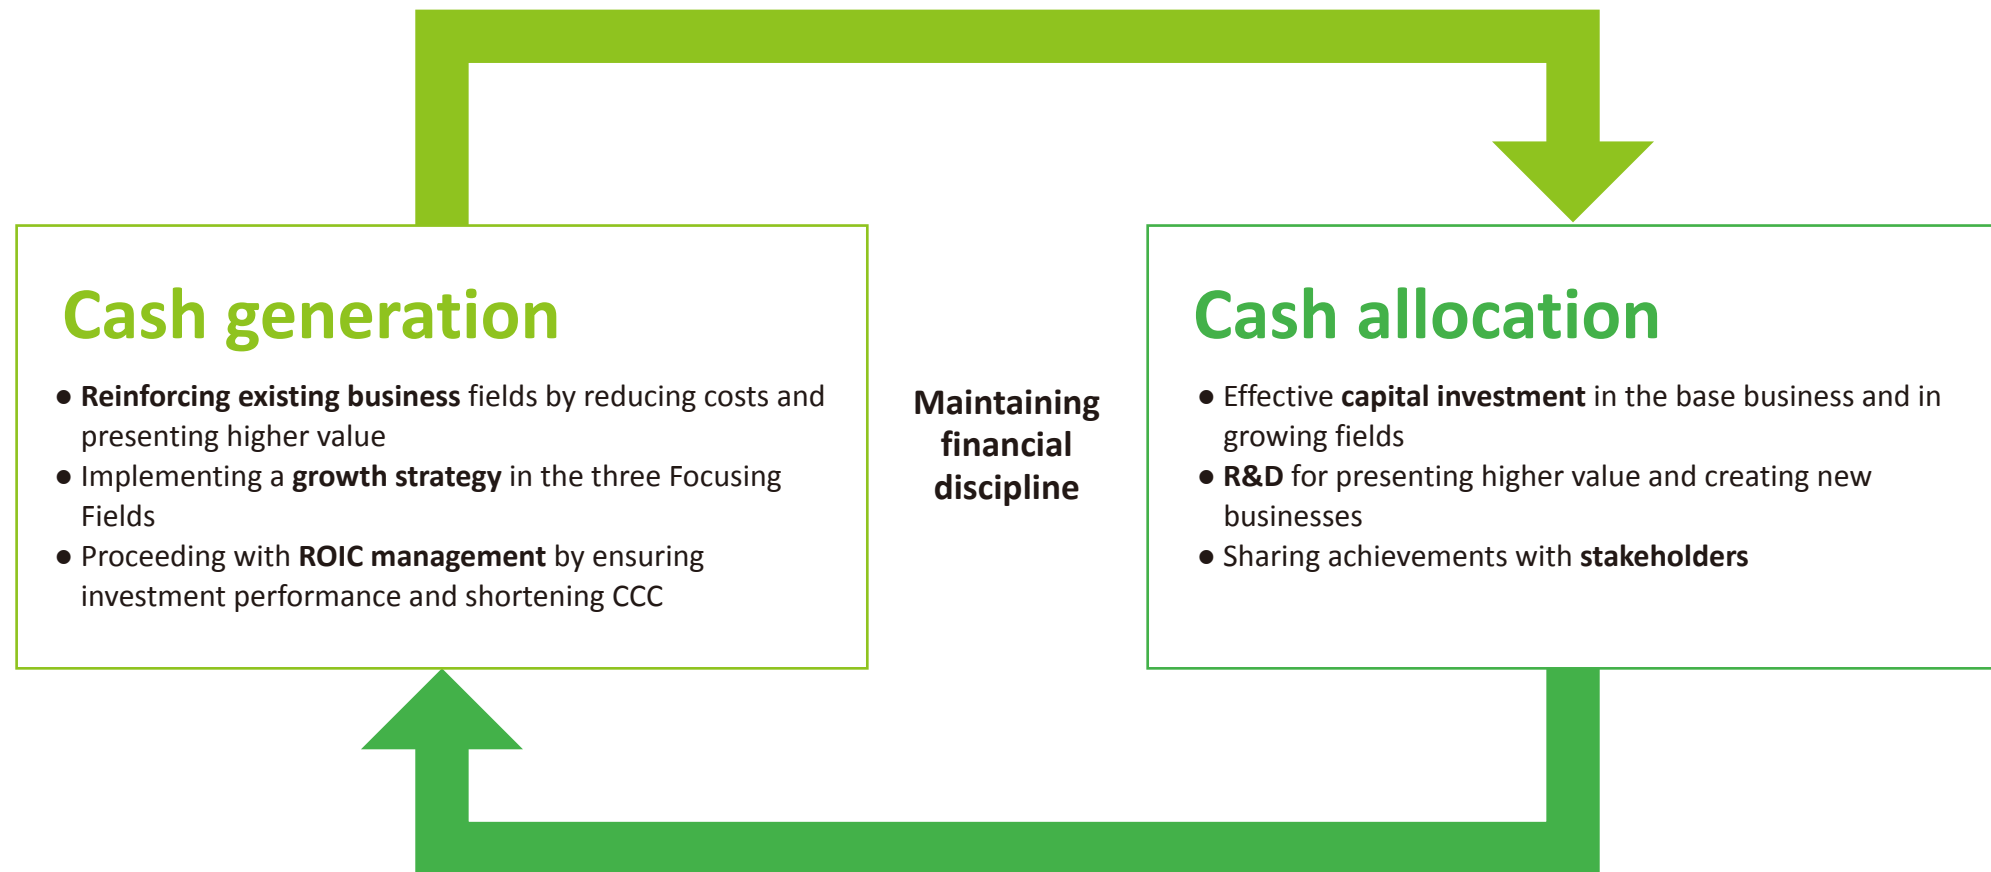 Cash generation
● Reinforcing existing business fields by reducing costs and
presenting higher value
● Implementing a growth strategy in the three Focusing
Fields
● Proceeding with ROIC management by ensuring
investment performance and shortening CCC
Maintaining
financial
discipline
Cash allocation
● Effective capital investment in the base business and in
growing fields
● R&D for presenting higher value and creating new
businesses
● Sharing achievements with stakeholders